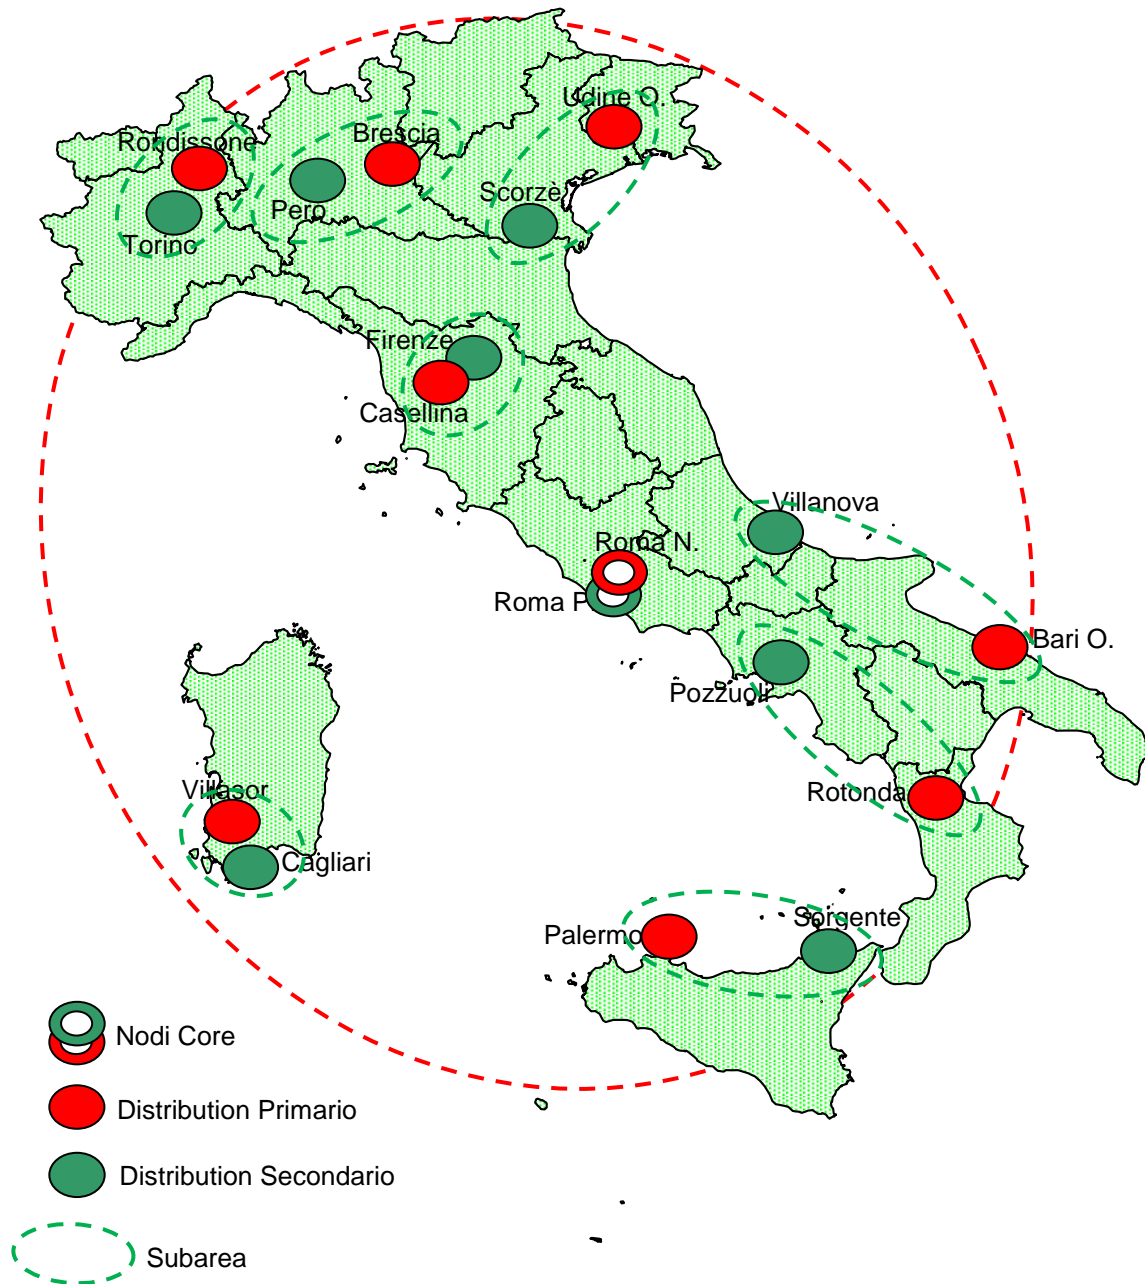 Udine O.
Rondissone
Brescia
Scorzè
Pero
Torino
Firenze
Casellina
Villanova
Roma N.
Roma P
Bari O.
Pozzuoli
Villasor
Rotonda
Cagliari
Sorgente
Palermo
Nodi Core
Distribution Primario
Distribution Secondario
Subarea